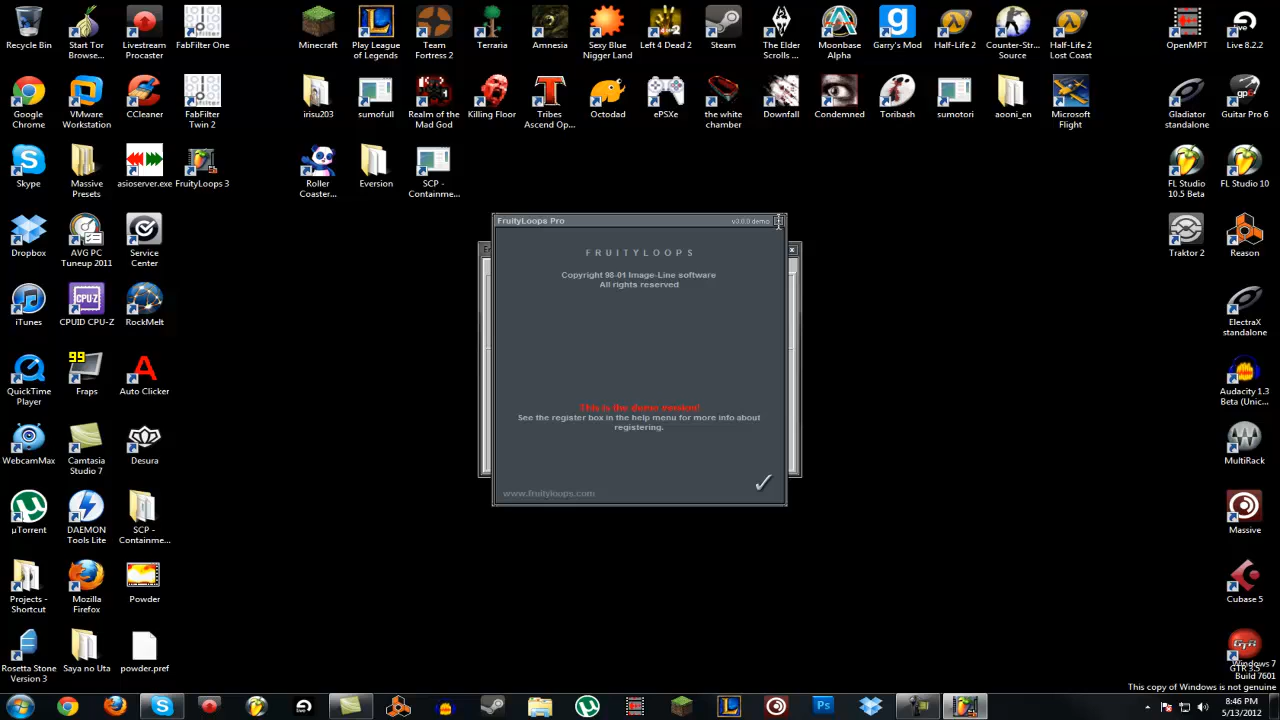 Recycle Bin
Start Tor
Browse...
Livestream
Procaster
FabFilter One
Minecraft
Play League
of Legends
Team
Fortress 2
Terraria
Amnesia
Sexy Blue
Nigger Land
Left 4 Dead 2
Steam
The Elder
Scrolls ...
Moonbase
Alpha
Garry's Mod
Half-Life 2
Counter-Str...
Source
Half-Life 2
Lost Coast
OpenMPT
Live 8.2.2
Google
Chrome
VMware
Workstation
CCleaner
FabFilter
Twin 2
irisu203
sumofull
Realm of the
Mad God
Killing Floor
Tribes
Ascend Op...
Octodad
ePSXe
the white
chamber
Downfall
Condemned
Toribash
sumotori
aooni_en
Microsoft
Flight
Gladiator
standalone
Guitar Pro 6
Skype
Massive
Presets
asioserver.exe
FruityLoops 3
Roller
Coaster...
Eversion
SCP -
Containme...
FL Studio
10.5 Beta
FL Studio 10
Dropbox
AVG PC
Tuneup 2011
Service
Center
Traktor 2
Reason
FruityLoops Pro
v3.0.0 demo
FRUITYLOOPS
Copyright 98-01 Image-Line software
All rights reserved
This is the demo version!
See the register box in the help menu for more info about
registering.
www.fruityloops.com
iTunes
CPU-Z
CPUID CPU-Z
RockMelt
ElectraX
standalone
99
QuickTime
Player
Fraps
Auto Clicker
Audacity 1.3
Beta (Unic...
WebcamMax
Camtasia
Studio 7
Desura
MultiRack
µTorrent
DAEMON
Tools Lite
SCP -
Containme...
Massive
Projects -
Shortcut
Mozilla
Firefox
Powder
Cubase 5
Rosetta Stone
Version 3
Saya no Uta
powder.pref
GTR 3.5
Windows 7
Build 7601
This copy of Windows is not genuine
8:46 PM
5/13/2012